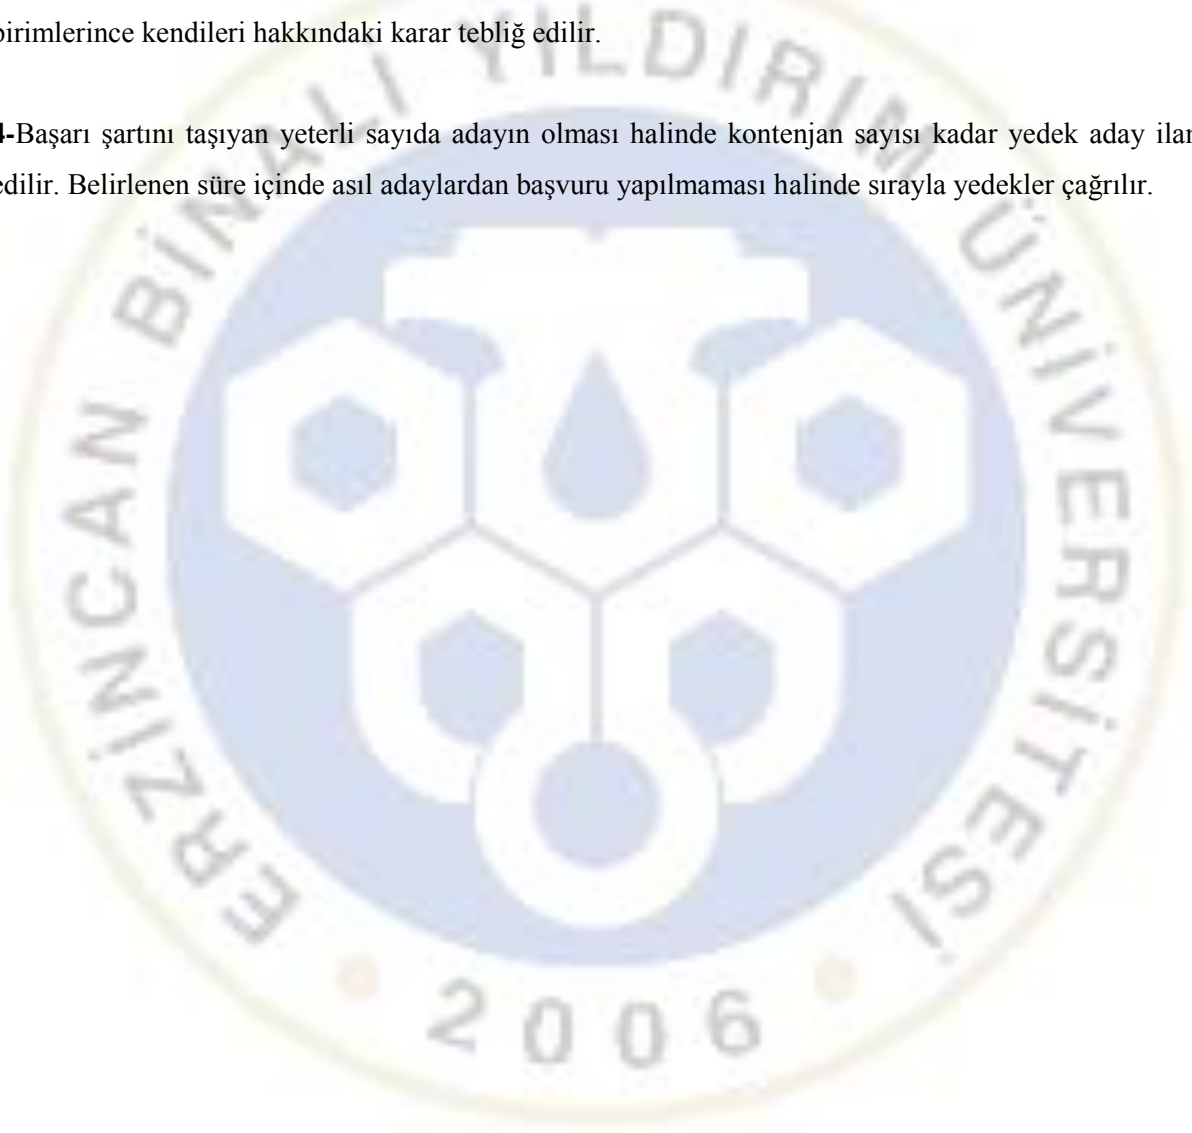 birimlerince kendileri hakkındaki karar tebliğ edilir.
4-Başarı şartını taşıyan yeterli sayıda adayın olması halinde kontenjan sayısı kadar yedek aday ilan
edilir. Belirlenen süre içinde asıl adaylardan başvuru yapılmaması halinde sırayla yedekler çağrılır.
ERZİNCAN BİNALİ YILDIRIM ÜNİVERSİTESİ
2006